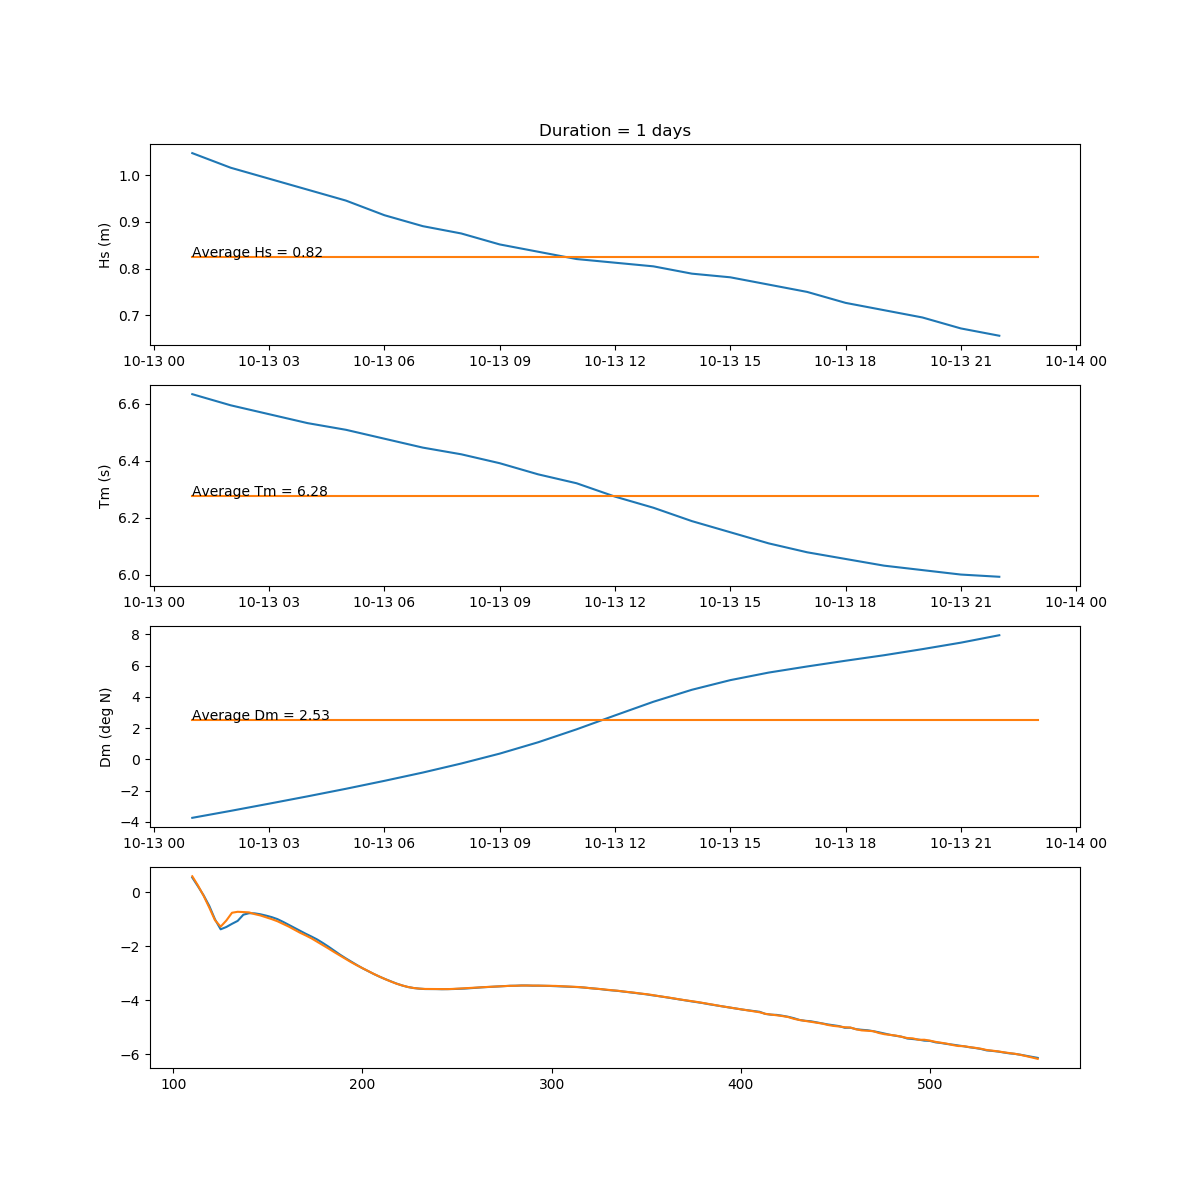 Duration = 1 days
Hs (m)
1.0
0.9
0.8
0.7
Average Hs = 0.82
10-13 00 10-13 03 10-13 06 10-13 09 10-13 12 10-13 15 10-13 18 10-13 21 10-14 00
Tm (s)
6.6
6.4
6.2
6.0
Average Tm = 6.28
10-13 00 10-13 03 10-13 06 10-13 09 10-13 12 10-13 15 10-13 18 10-13 21 10-14 00
Dm (deg N)
8
6
4
2
0
−2
−4
Average Dm = 2.53
10-13 00 10-13 03 10-13 06 10-13 09 10-13 12 10-13 15 10-13 18 10-13 21 10-14 00
0
−2
−4
−6
100 200 300 400 500